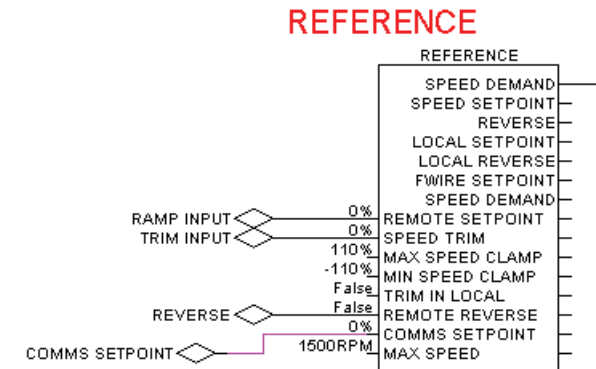 REFERENCE
REFERENCE
SPEED DEMAND
SPEED SETPOINT
REVERSE
LOCAL SETPOINT
LOCAL REVERSE
FWIRE SETPOINT
SPEED DEMAND
RAMP INPUT 0% REMOTE SETPOINT
TRIM INPUT 0% SPEED TRIM
110% MAX SPEED CLAMP
-110% MIN SPEED CLAMP
False TRIM IN LOCAL
REVERSE False REMOTE REVERSE
0% COMMS SETPOINT
COMMS SETPOINT 1500RPM MAX SPEED